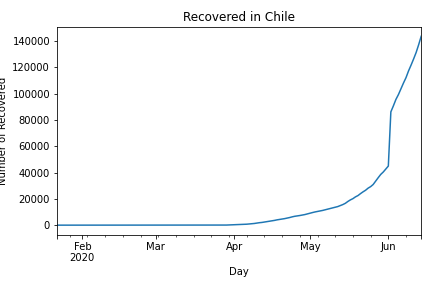 Recovered in Chile
Number of Recovered
140000
120000
100000
80000
60000
40000
20000
0
Feb
2020
Mar
Apr
May
Jun
Day